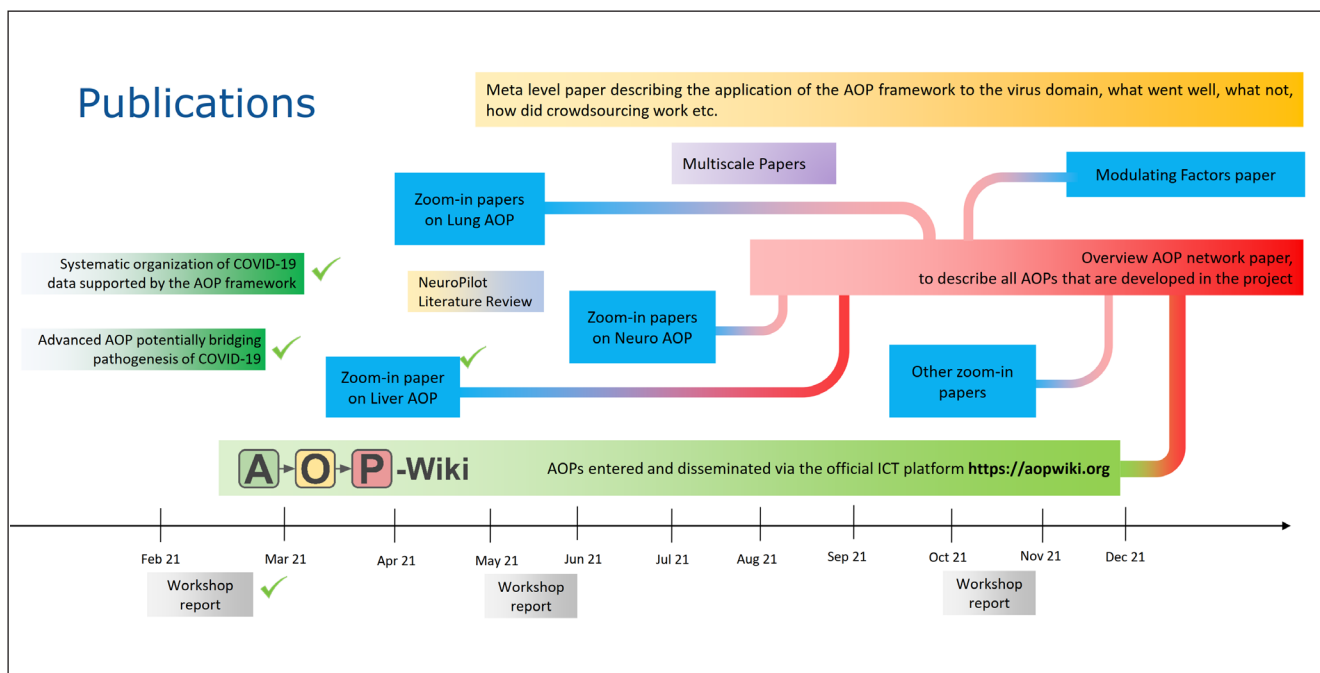 Publications
Meta level paper describing the application of the AOP framework to the virus domain, what went well, what not,
how did crowdsourcing work etc.
Multiscale Papers
Modulating Factors paper
Zoom-in papers
on Lung AOP
Systematic organization of COVID-19
data supported by the AOP framework
Overview AOP network paper,
to describe all AOPs that are developed in the project
NeuroPilot
Literature Review
Zoom-in papers
on Neuro AOP
Advanced AOP potentially bridging
pathogenesis of COVID-19
Zoom-in paper
on Liver AOP
Other zoom-in
papers
A O P -Wiki
AOPs entered and disseminated via the official ICT platform https://aopwiki.org
Feb 21
Mar 21
Apr 21
May 21
Jun 21
Jul 21
Aug 21
Sep 21
Oct 21
Nov 21
Dec 21
Workshop
report
Workshop
report
Workshop
report